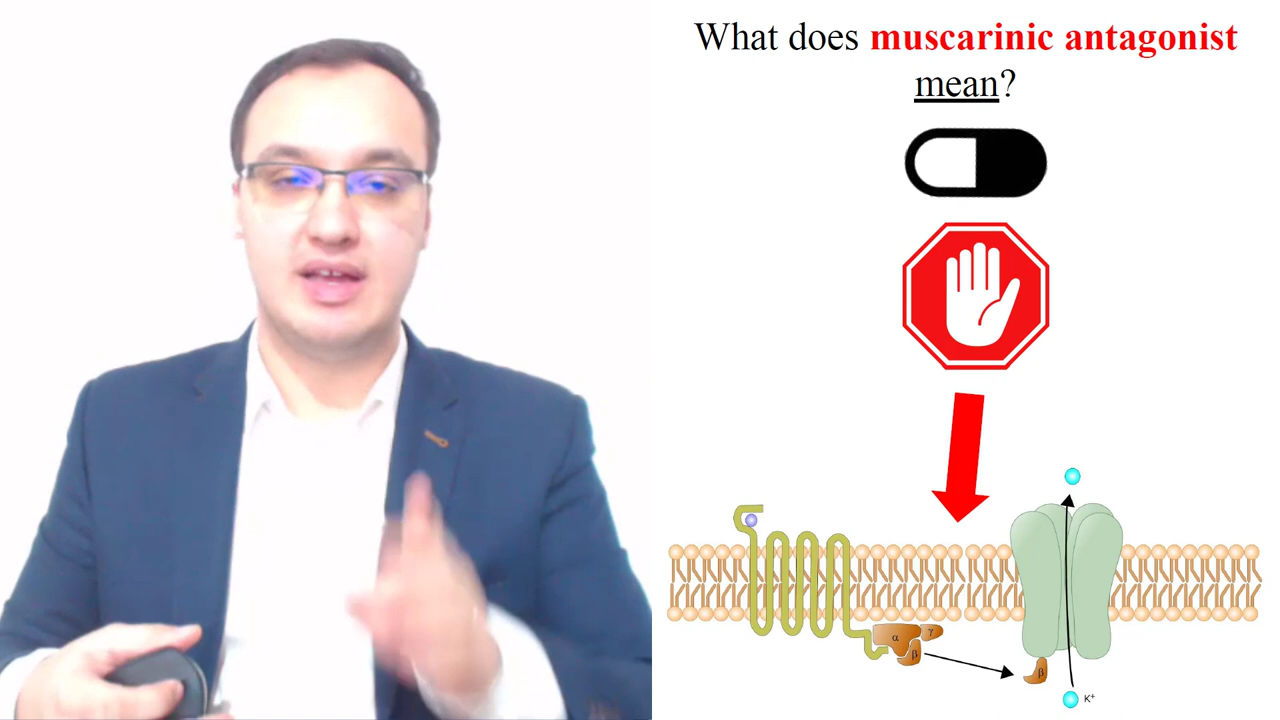 What does muscarinic antagonist
mean?
α
γ
β
β
K⁺